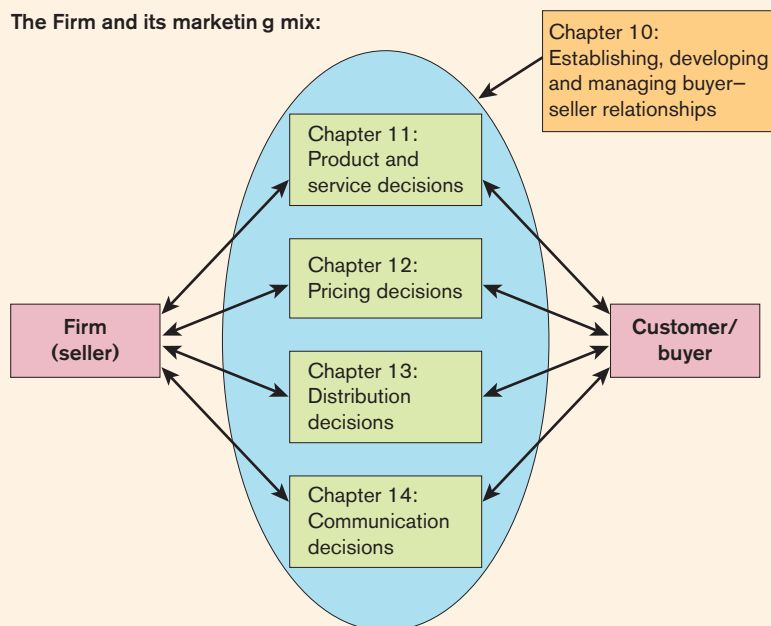 The Firm and its marketin g mix:
Chapter 10:
Establishing, developing
and managing buyer–
seller relationships
Chapter 11:
Product and
service decisions
Chapter 12:
Pricing decisions
Firm
(seller)
Customer/
buyer
Chapter 13:
Distribution
decisions
Chapter 14:
Communication
decisions